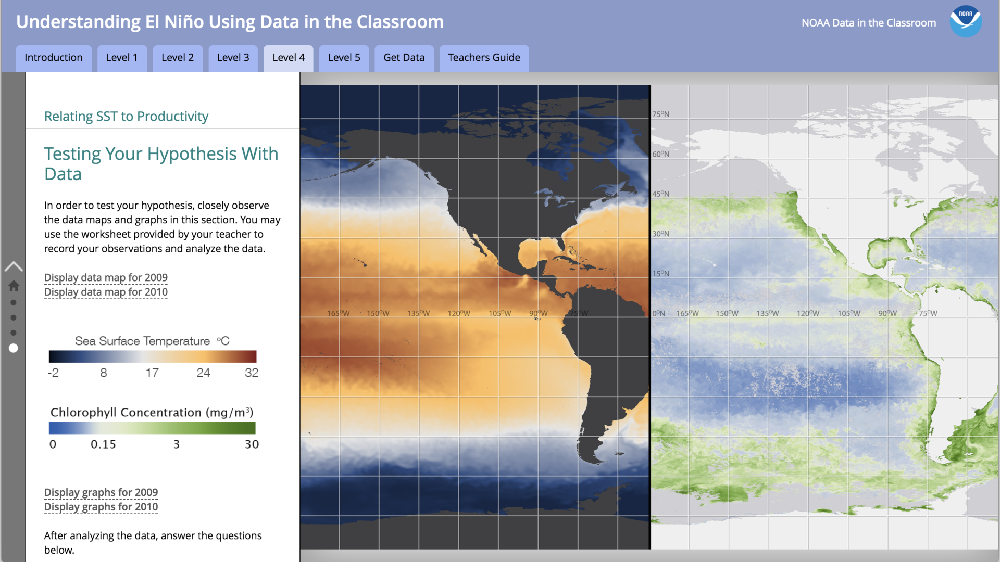 Understanding El Niño Using Data in the Classroom
NOAA Data in the Classroom
NOAA
Introduction
Level 1
Level 2
Level 3
Level 4
Level 5
Get Data
Teachers Guide
Relating SST to Productivity
Testing Your Hypothesis With
Data
In order to test your hypothesis, closely observe
the data maps and graphs in this section. You may
use the worksheet provided by your teacher to
record your observations and analyze the data.
Display data map for 2009
Display data map for 2010
Sea Surface Temperature °C
-2 8 17 24 32
Chlorophyll Concentration (mg/m³)
0 0.15 3 30
Display graphs for 2009
Display graphs for 2010
After analyzing the data, answer the questions
below.
165°W 150°W 135°W 120°W 105°W 90°W 75°W
75°N
60°N
45°N
30°N
15°N
0°N 165°W 150°W 135°W 120°W 105°W 90°W 75°W